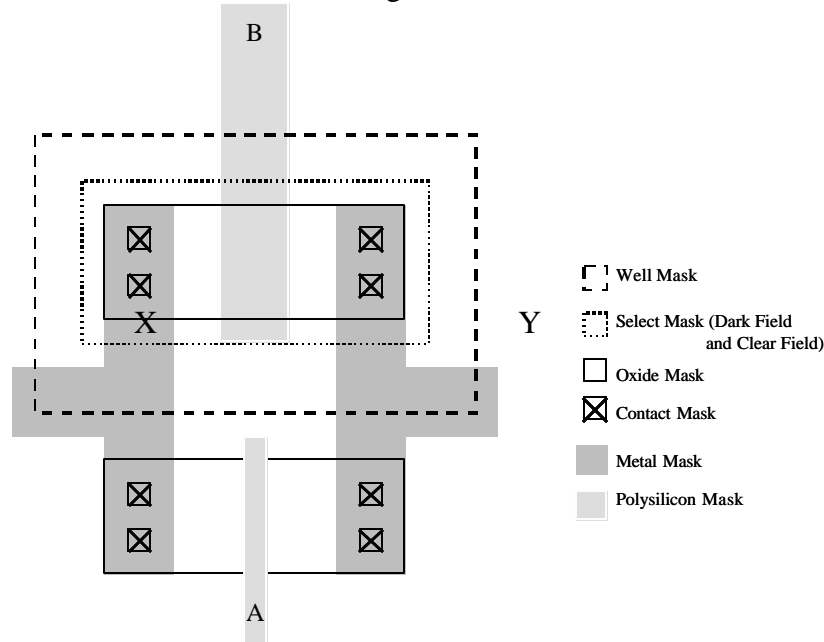 B
X
Y
A
Well Mask
Select Mask (Dark Field
and Clear Field)
Oxide Mask
Contact Mask
Metal Mask
Polysilicon Mask